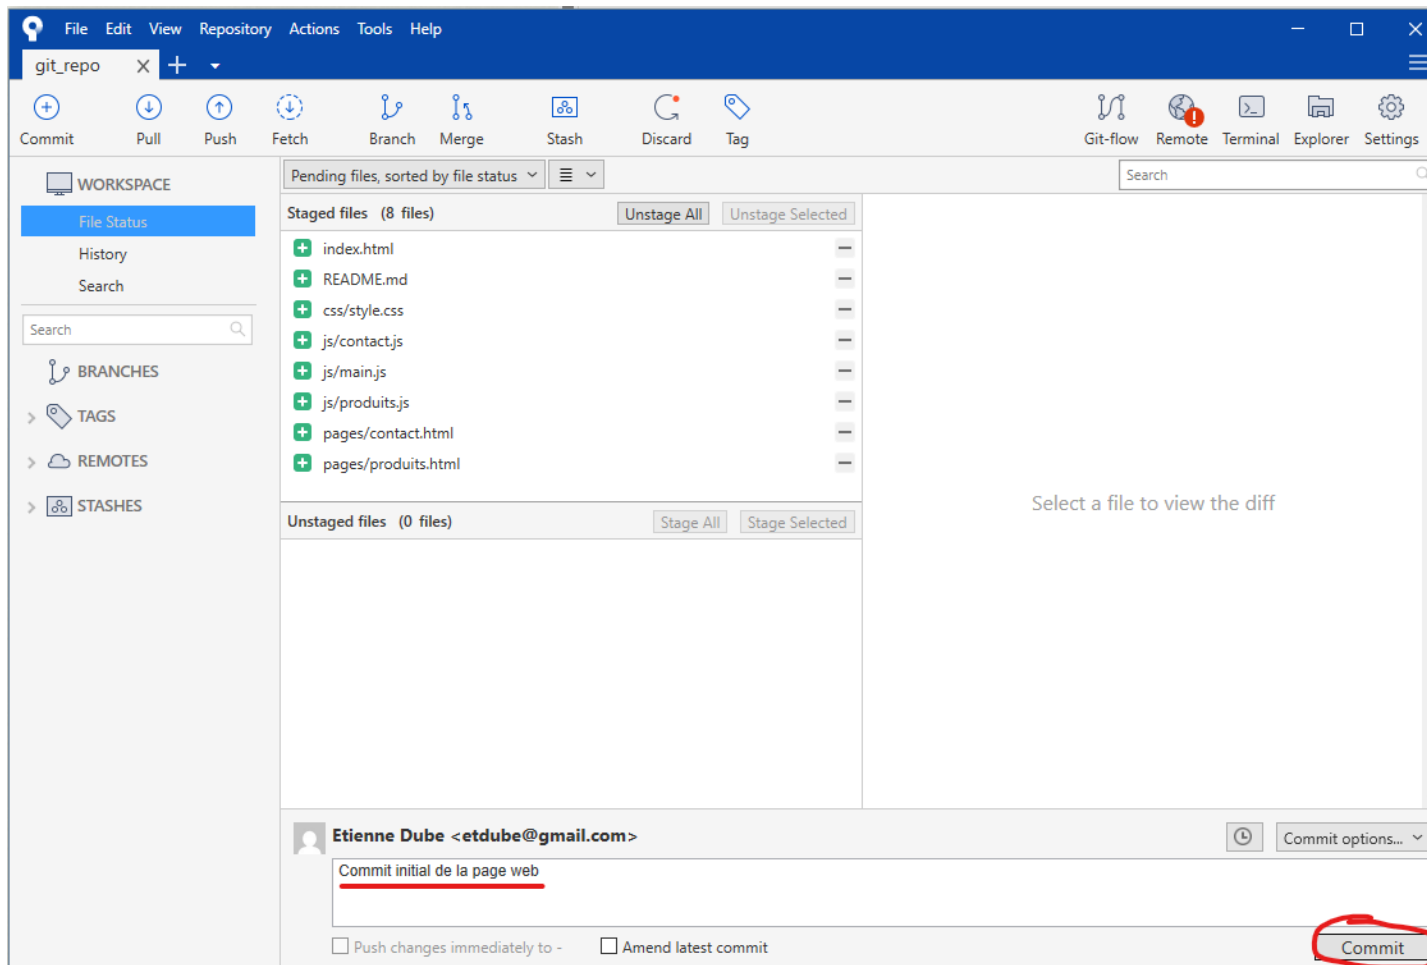 File Edit View Repository Actions Tools Help
git_repo
Commit Pull Push Fetch Branch Merge Stash Discard Tag Git-flow Remote Terminal Explorer Settings
WORKSPACE
File Status
History
Search
Search
BRANCHES
TAGS
REMOTES
STASHES
Pending files, sorted by file status
Search
Staged files (8 files) Unstage All Unstage Selected
index.html
README.md
css/style.css
js/contact.js
js/main.js
js/produits.js
pages/contact.html
pages/produits.html
Unstaged files (0 files) Stage All Stage Selected
Select a file to view the diff
Etienne Dube <etdube@gmail.com>
Commit options...
Commit initial de la page web
Push changes immediately to -
Amend latest commit
Commit